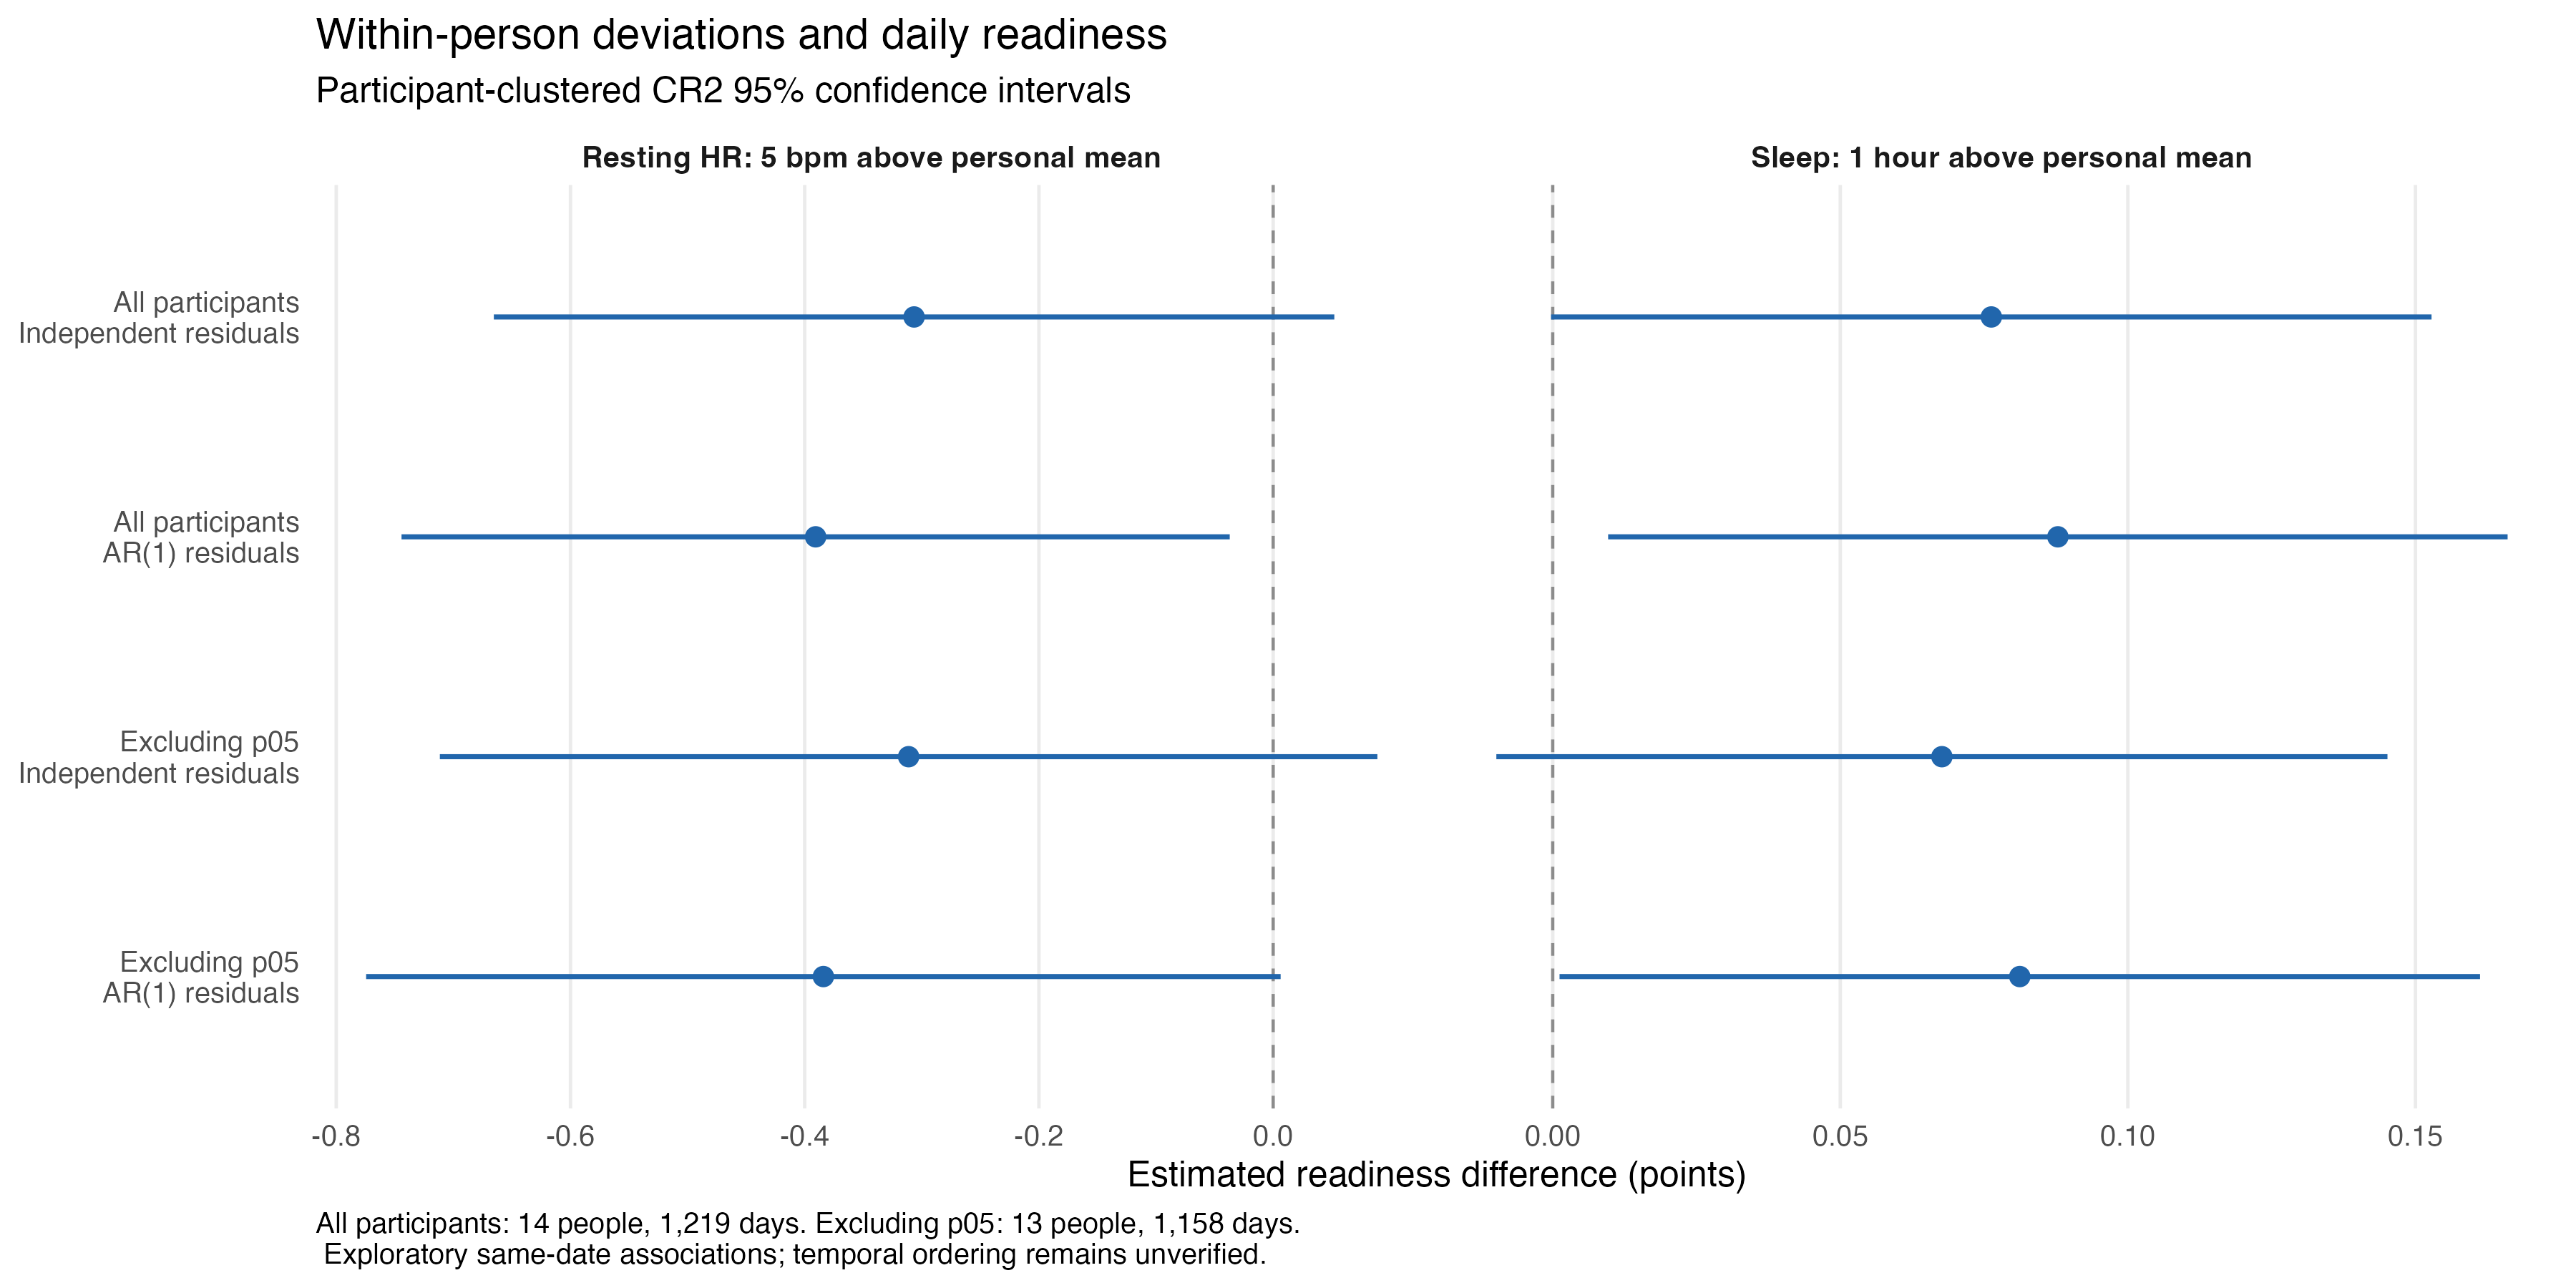 Within-person deviations and daily readiness
Participant-clustered CR2 95% confidence intervals
Resting HR: 5 bpm above personal mean
Sleep: 1 hour above personal mean
All participants
Independent residuals
All participants
AR(1) residuals
Excluding p05
Independent residuals
Excluding p05
AR(1) residuals
-0.8 -0.6 -0.4 -0.2 0.0
0.00 0.05 0.10 0.15
Estimated readiness difference (points)
All participants: 14 people, 1,219 days. Excluding p05: 13 people, 1,158 days.
Exploratory same-date associations; temporal ordering remains unverified.